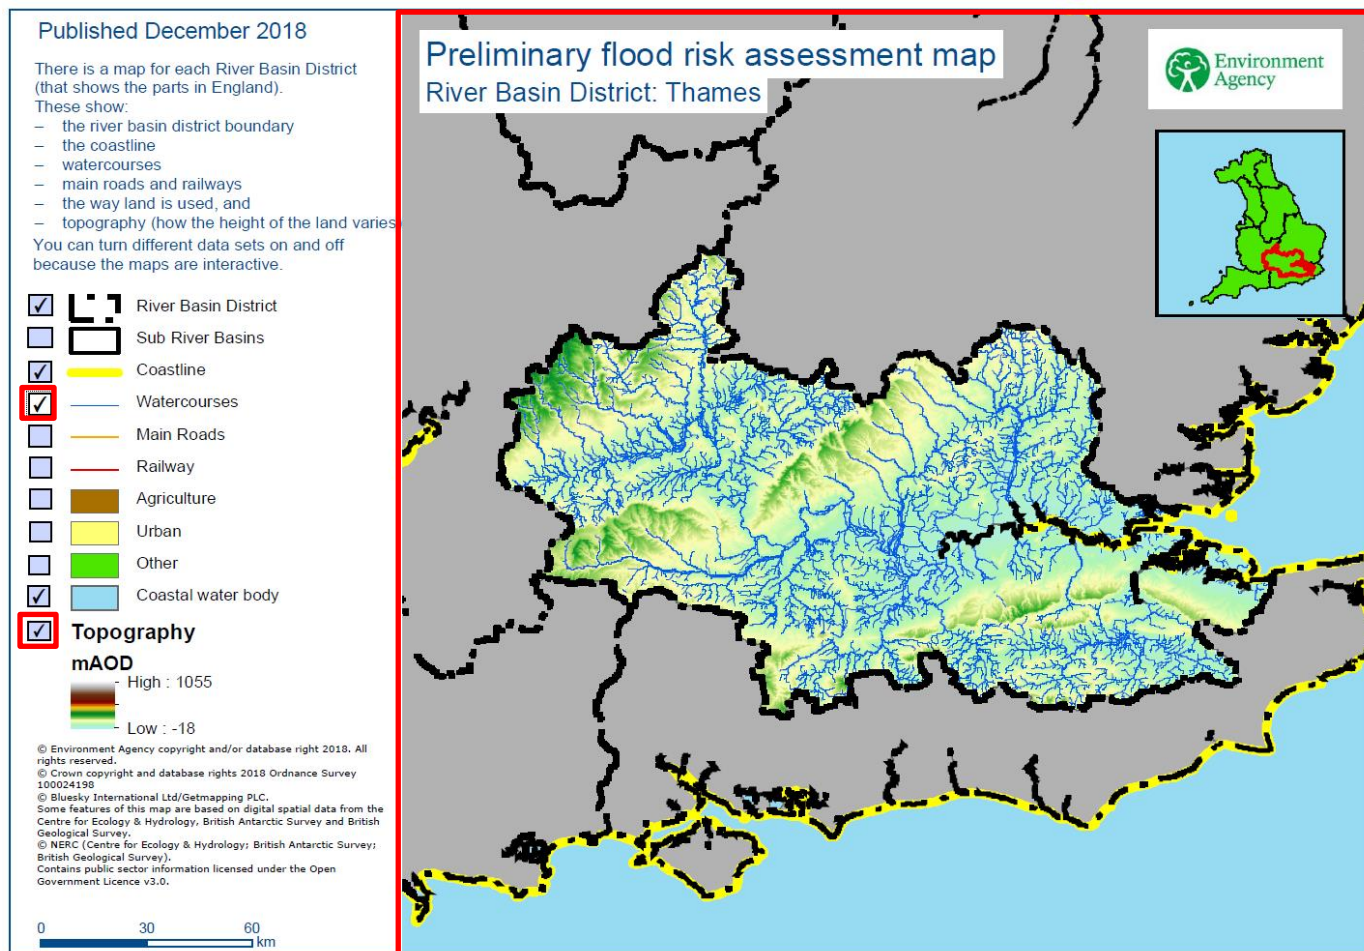 Published December 2018
There is a map for each River Basin District
(that shows the parts in England).
These show:
– the river basin district boundary
– the coastline
– watercourses
– main roads and railways
– the way land is used, and
– topography (how the height of the land varies)
You can turn different data sets on and off
because the maps are interactive.
River Basin District
Sub River Basins
Coastline
Watercourses
Main Roads
Railway
Agriculture
Urban
Other
Coastal water body
Topography
mAOD
High : 1055
Low : -18
© Environment Agency copyright and/or database right 2018. All
rights reserved.
© Crown copyright and database rights 2018 Ordnance Survey
100024198
© Bluesky International Ltd/Getmapping PLC.
Some features of this map are based on digital spatial data from the
Centre for Ecology & Hydrology, British Antarctic Survey and British
Geological Survey.
© NERC (Centre for Ecology & Hydrology; British Antarctic Survey;
British Geological Survey).
Contains public sector information licensed under the Open
Government Licence v3.0.
0 30 60
km
Preliminary flood risk assessment map
River Basin District: Thames
Environment
Agency